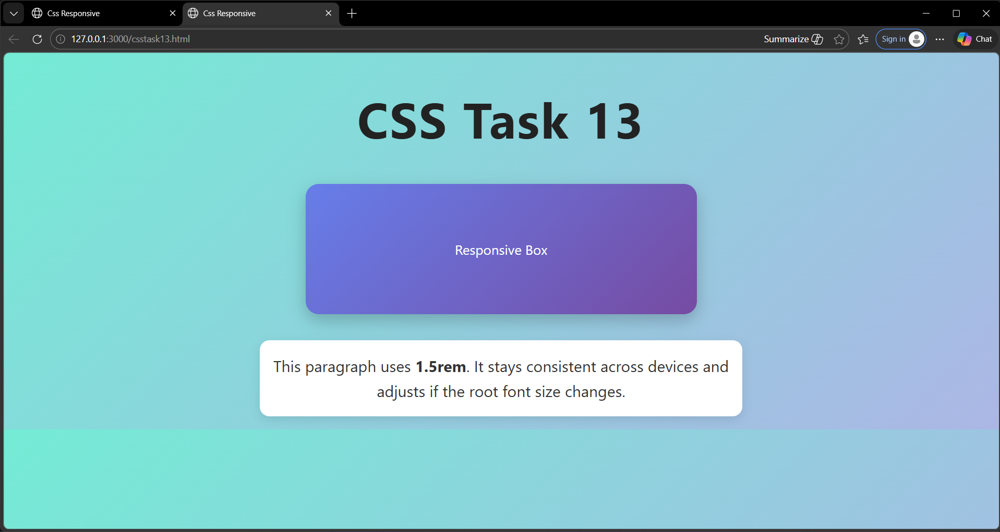 Css Responsive
Css Responsive
127.0.0.1:3000/csstask13.html
Summarize
Sign in
Chat
CSS Task 13
Responsive Box
This paragraph uses 1.5rem. It stays consistent across devices and
adjusts if the root font size changes.